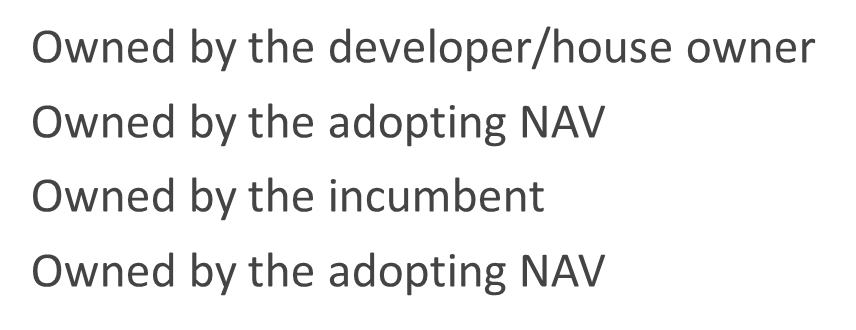 Owned by the developer/house owner
Owned by the adopting NAV
Owned by the incumbent
Owned by the adopting NAV